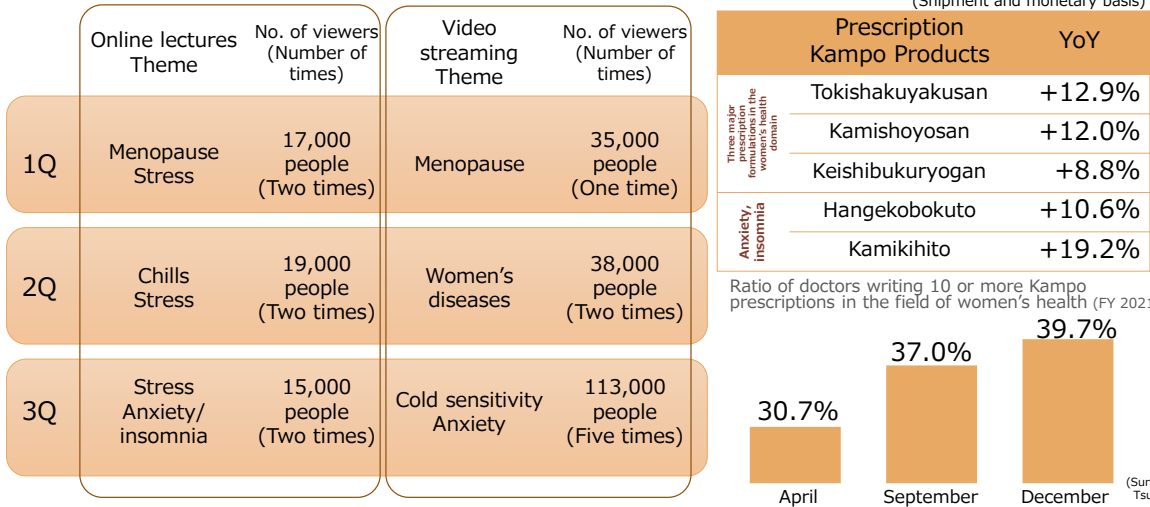 Online lectures
Theme
No. of viewers
(Number of
times)
Video
streaming
Theme
No. of viewers
(Number of
times)
1Q
Menopause
Stress
17,000
people
(Two times)
Menopause
35,000
people
(One time)
2Q
Chills
Stress
19,000
people
(Two times)
Women's
diseases
38,000
people
(Two times)
3Q
Stress
Anxiety/
insomnia
15,000
people
(Two times)
Cold sensitivity
Anxiety
113,000
people
(Five times)
(Shipment and monetary basis)
Prescription
Kampo Products
YoY
Three major
prescription
formulations in the
women's health
domain
Tokishakuyakusan
+12.9%
Kamishoyosan
+12.0%
Keishibukuryogan
+8.8%
Anxiety,
insomnia
Hangekobokuto
+10.6%
Kamikihito
+19.2%
Ratio of doctors writing 10 or more Kampo
prescriptions in the field of women's health (FY 2021
30.7%
37.0%
39.7%
April
September
December